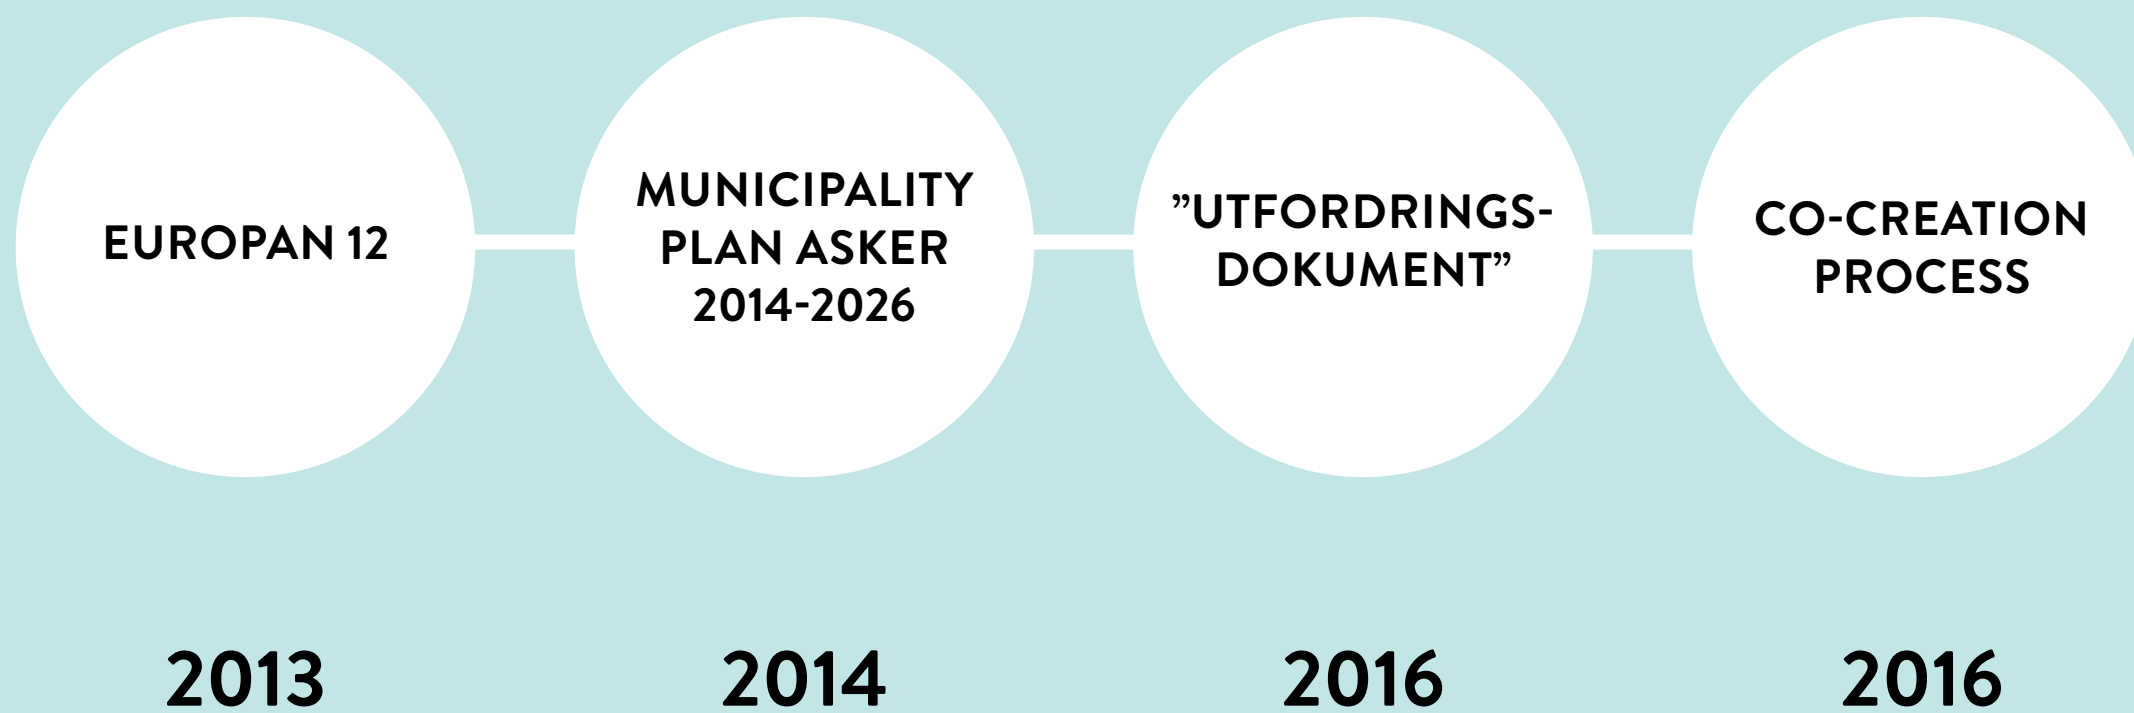 EUROPAN 12
MUNICIPALITY
PLAN ASKER
2014-2026
”UTFORDRINGS-
DOKUMENT”
CO-CREATION
PROCESS
2013
2014
2016
2016